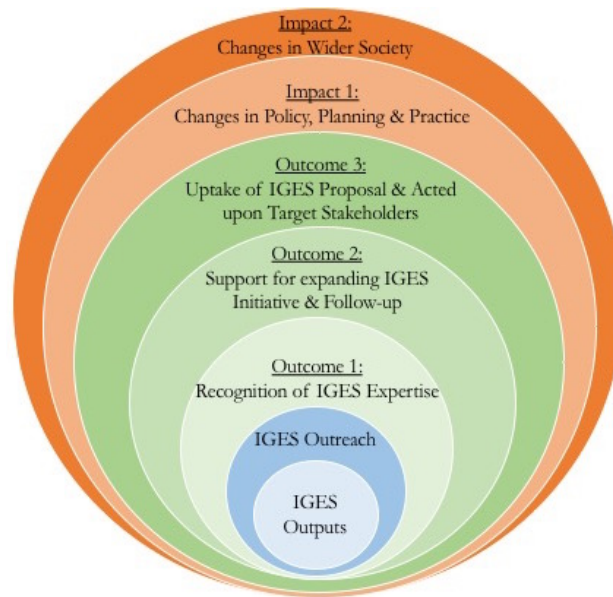 Impact 2:
Changes in Wider Society
Impact 1:
Changes in Policy, Planning & Practice
Outcome 3:
Uptake of IGES Proposal & Acted
upon Target Stakeholders
Outcome 2:
Support for expanding IGES
Initiative & Follow-up
Outcome 1:
Recognition of IGES Expertise
IGES Outreach
IGES
Outputs